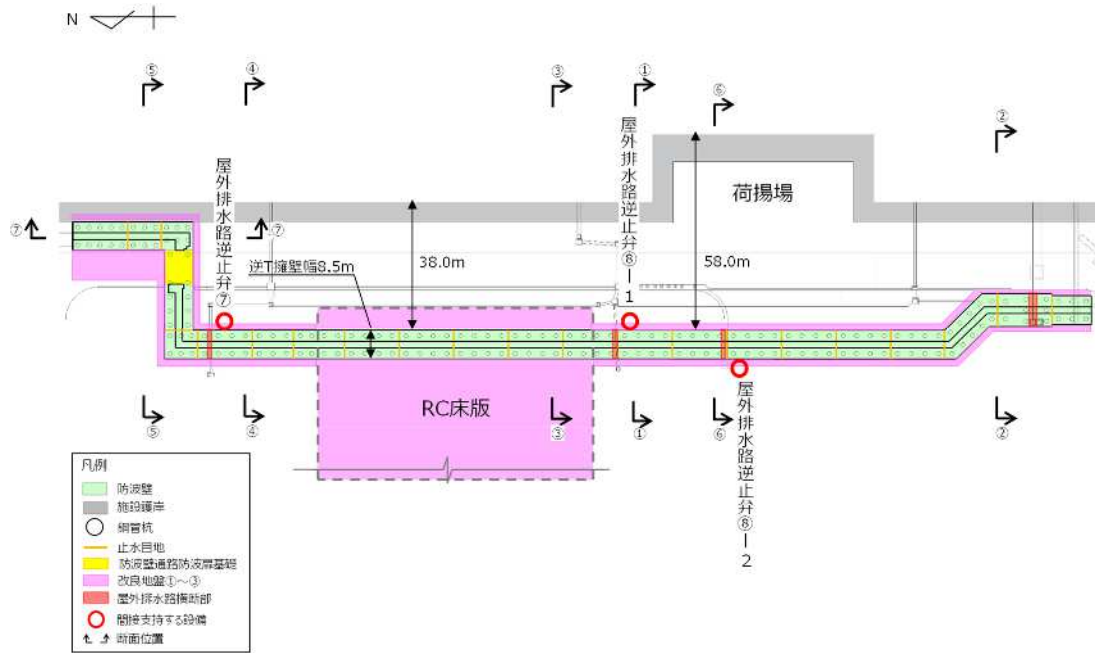 N
⑤
④
③
①
⑥
②
屋外排水路逆止弁⑦
屋外排水路逆止弁⑧ー1
荷揚場
⑦
⑦
38.0m
58.0m
逆T擁壁幅8.5m
RC床版
⑤
④
③
①
⑥
②
屋外排水路逆止弁⑧ー2
凡例
防波壁
施設護岸
鋼管杭
止水目地
防波壁通路防波扉基礎
改良地盤①～③
屋外排水路横断部
間接支持する設備
断面位置